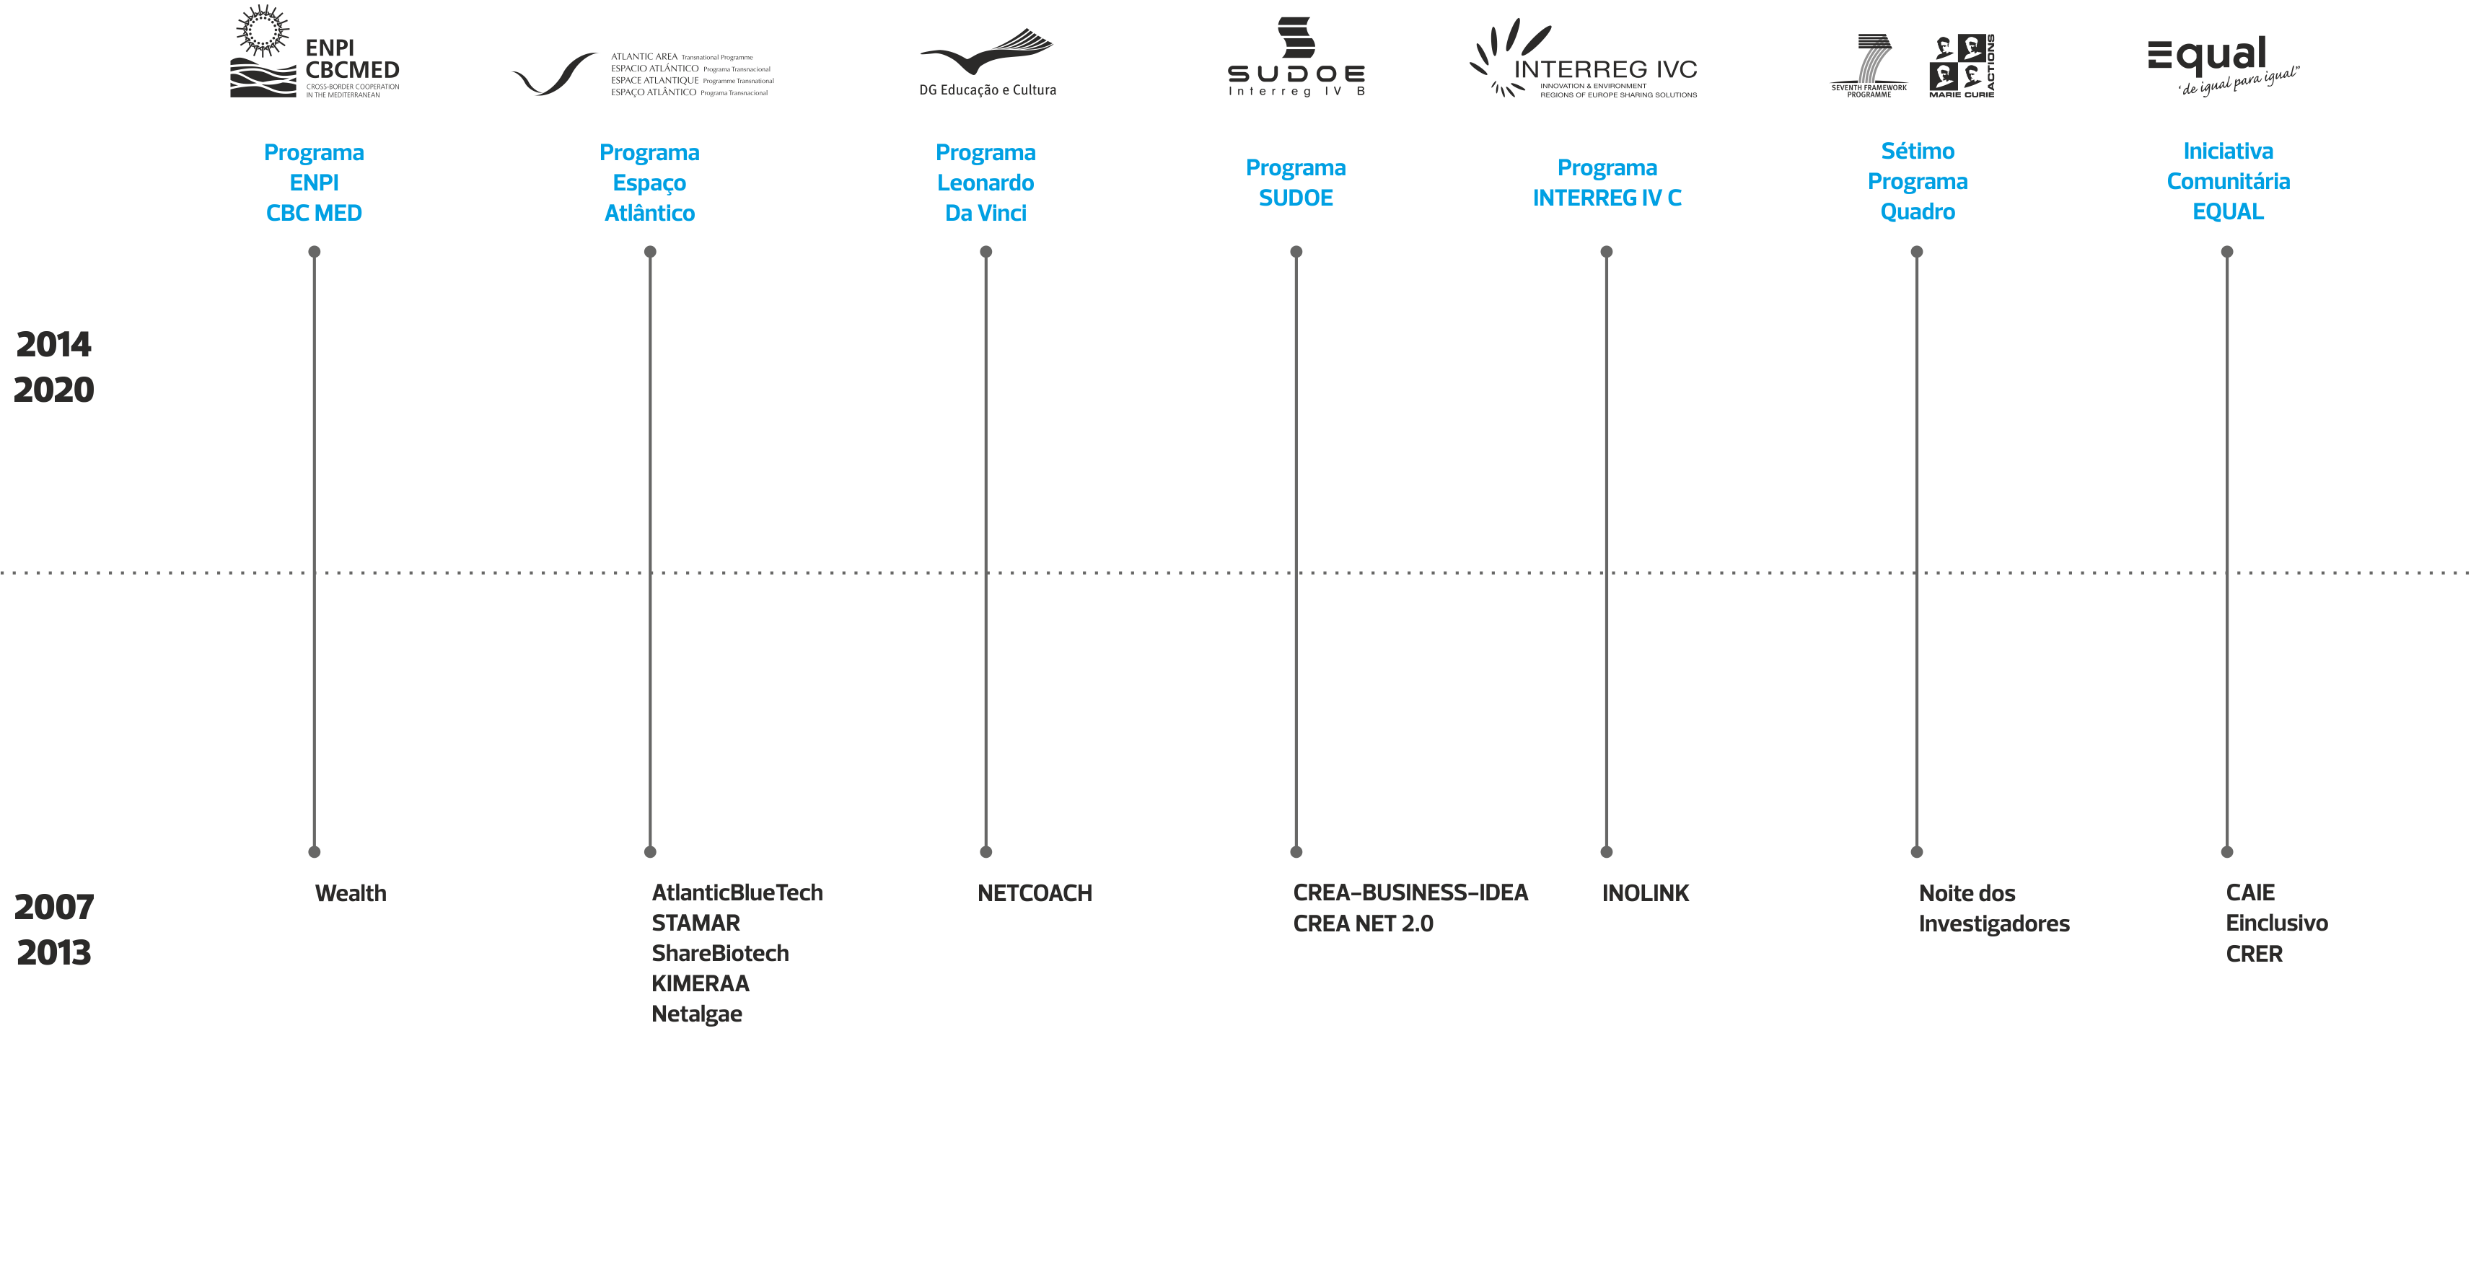 ENPI
CBCMED
CROSS-BORDER COOPERATION
IN THE MEDITERRANEAN
ATLANTIC AREA Transnational Programme
ESPACIO ATLÁNTICO Programa Transnacional
ESPACE ATLANTIQUE Programme Transnational
ESPAÇO ATLÂNTICO Programa Transnacional
DG Educação e Cultura
SUDOE
Interreg IV B
INTERREG IVC
INNOVATION & ENVIRONMENT
REGIONS OF EUROPE SHARING SOLUTIONS
SEVENTH FRAMEWORK
PROGRAMME
MARIE CURIE
ACTIONS
Equal
'de igual para igual"
Programa
ENPI
CBC MED
Programa
Espaço
Atlântico
Programa
Leonardo
Da Vinci
Programa
SUDOE
Programa
INTERREG IV C
Sétimo
Programa
Quadro
Iniciativa
Comunitária
EQUAL
2014
2020
2007
2013
Wealth
AtlanticBlueTech
STAMAR
ShareBiotech
KIMERAA
Netalgae
NETCOACH
CREA-BUSINESS-IDEA
CREA NET 2.0
INOLINK
Noite dos
Investigadores
CAIE
Einclusivo
CRER